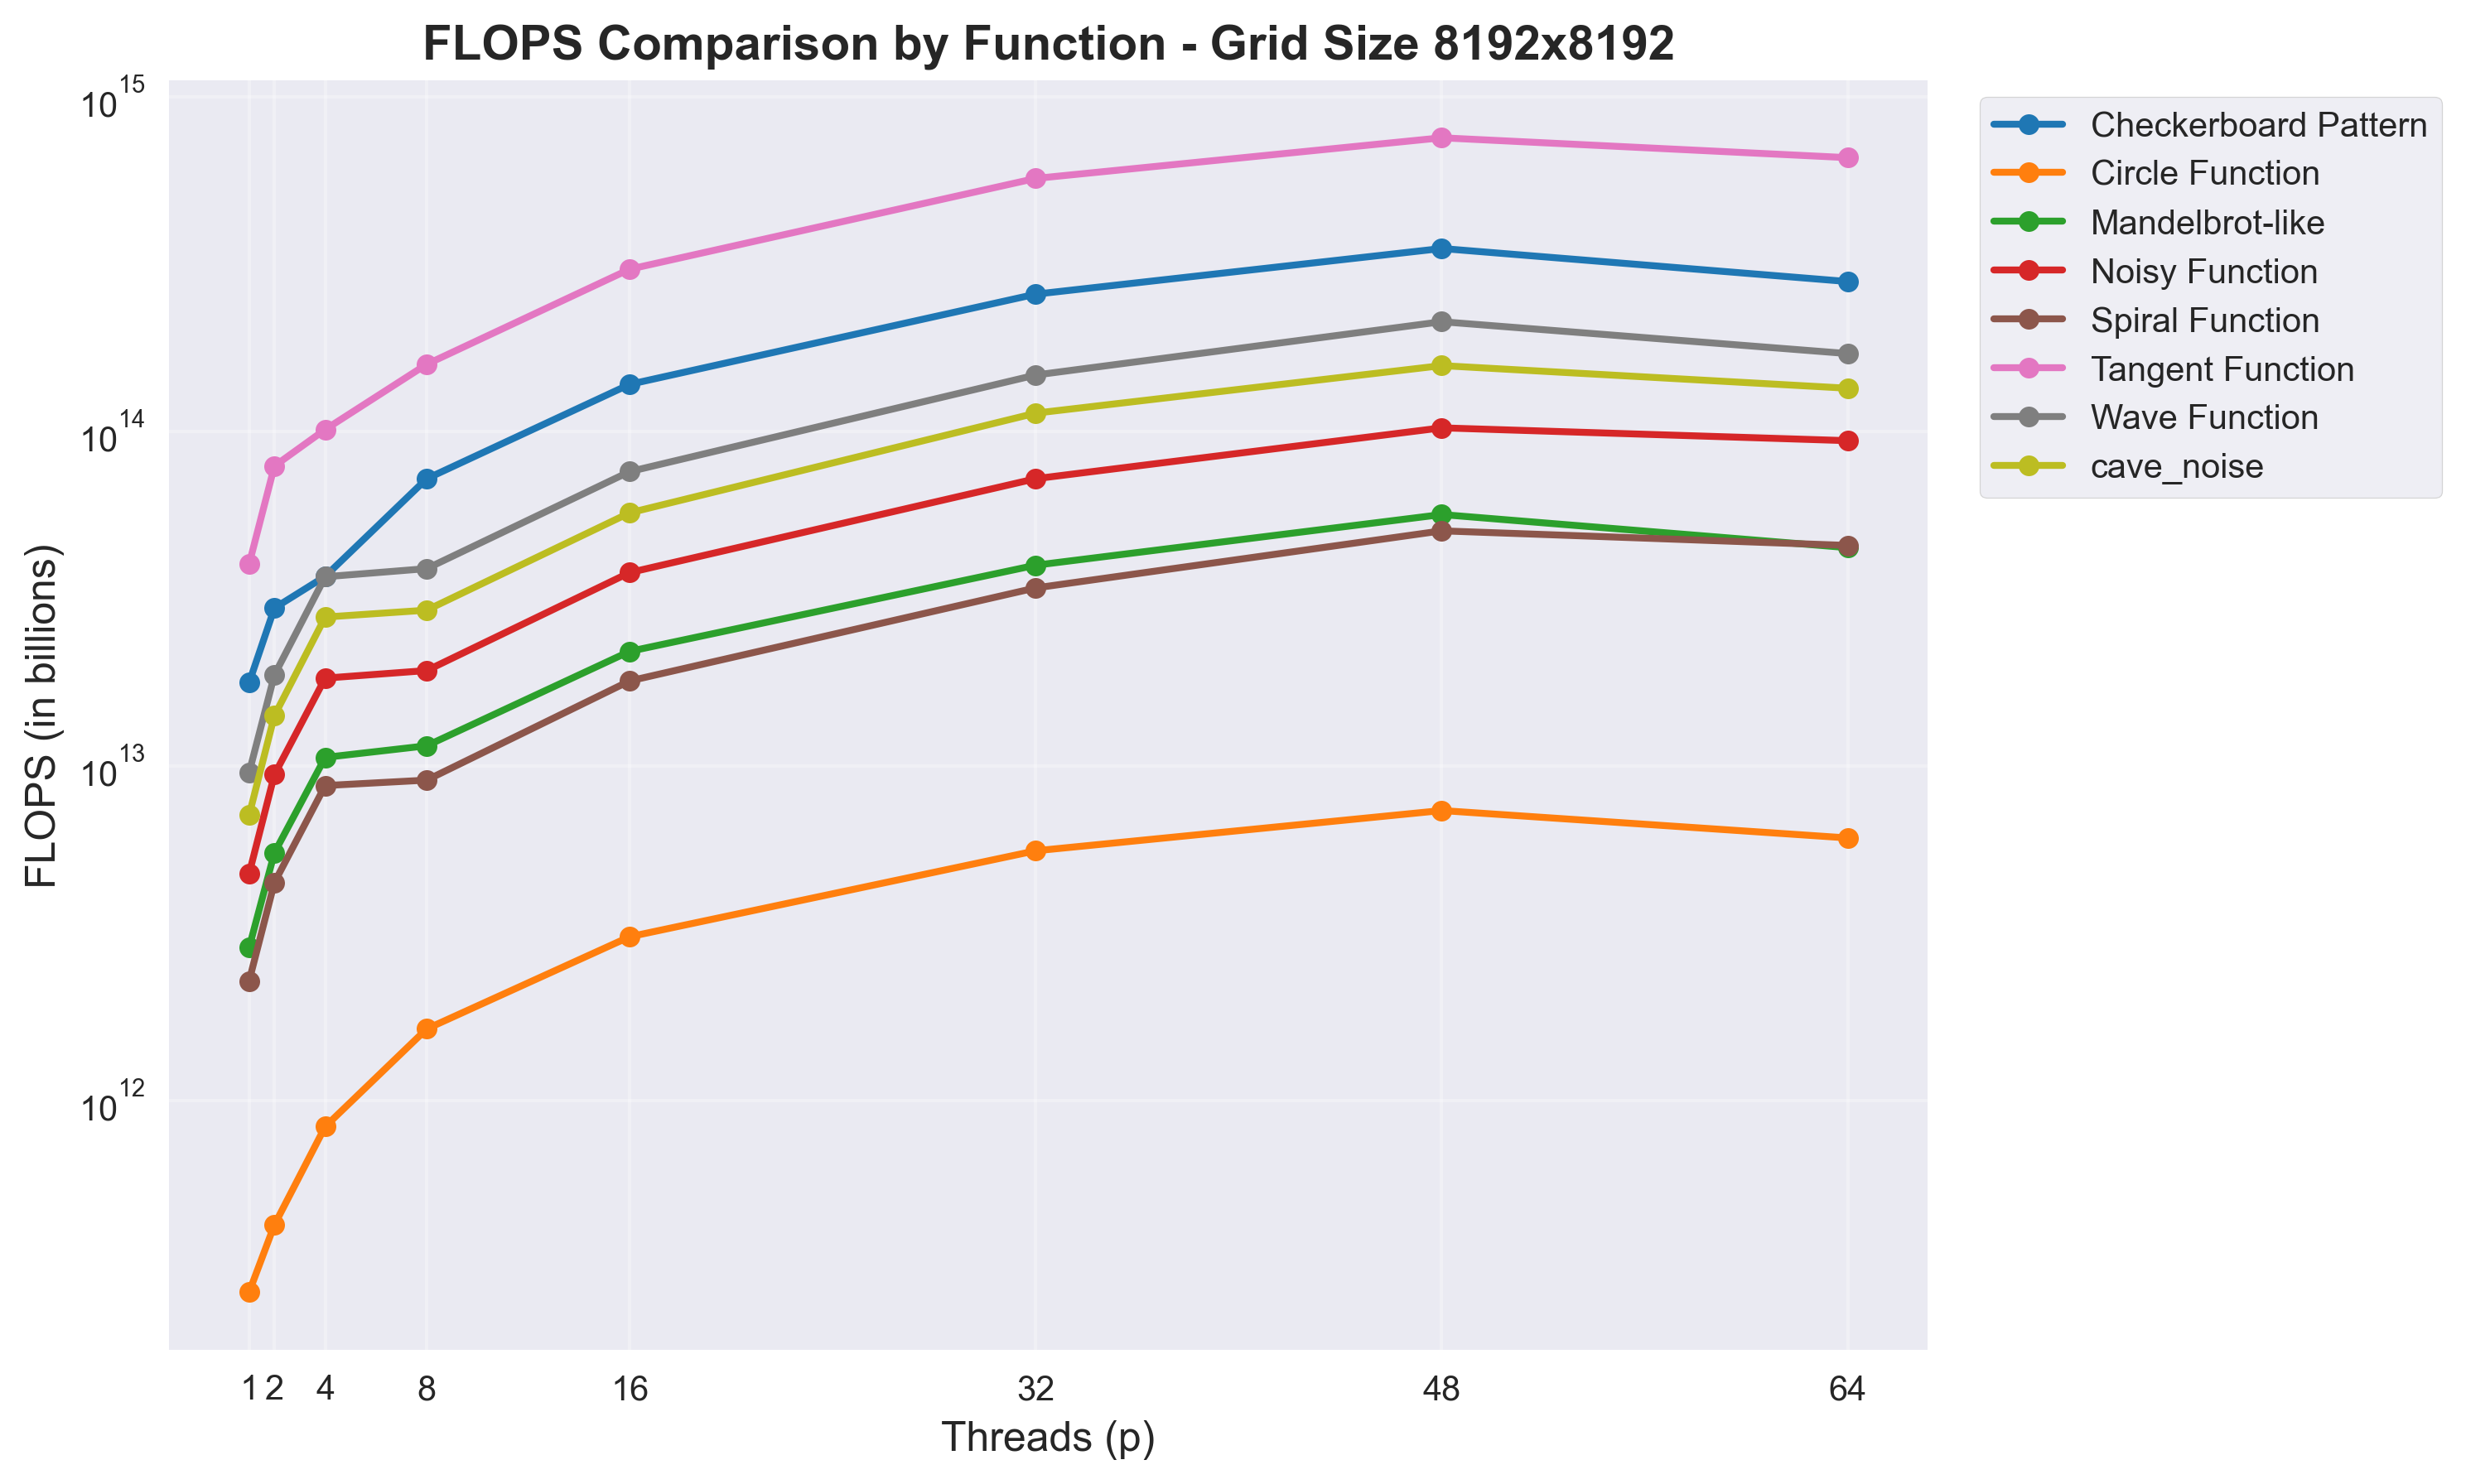 FLOPS Comparison by Function - Grid Size 8192x8192
FLOPS (in billions)
10^15
10^14
10^13
10^12
1 2 4 8 16 32 48 64
Threads (p)
Checkerboard Pattern
Circle Function
Mandelbrot-like
Noisy Function
Spiral Function
Tangent Function
Wave Function
cave_noise